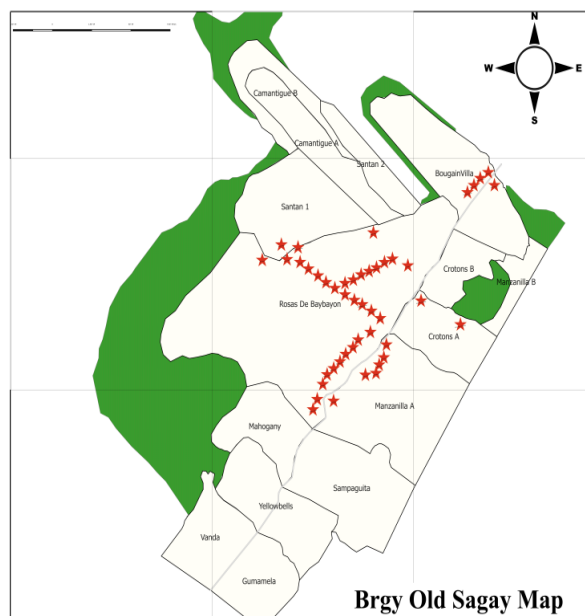 N
W
E
S
Camantigue B
Camantigue A
Santan 2
BougainVilla
Santan 1
Crotons B
Manzanilla B
Rosas De Baybayon
Crotons A
Manzanilla A
Mahogany
Sampaguita
Yellowbells
Vanda
Gumamela
Brgy Old Sagay Map